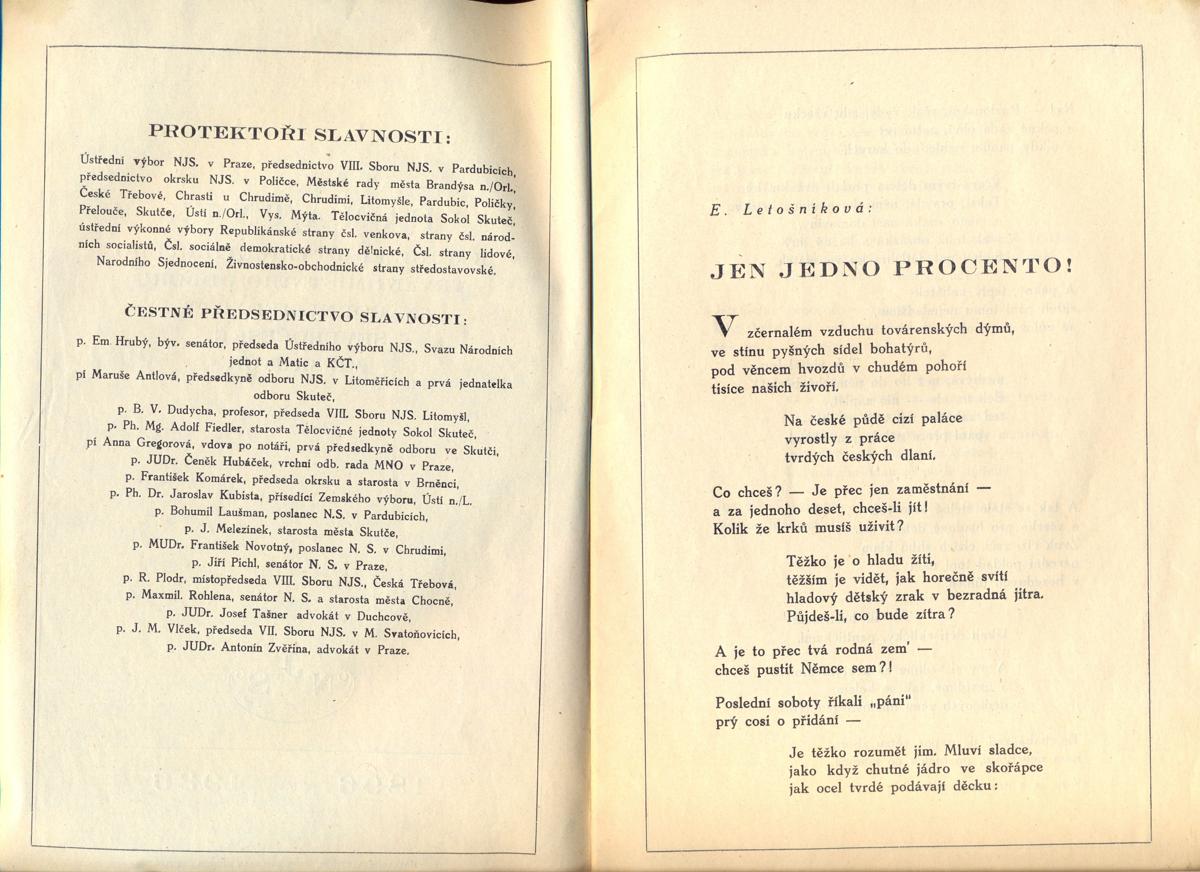 PROTEKTOŘI SLAVNOSTI:
Ústřední výbor NJS. v Praze, předsednictvo VIII. Sboru NJS. v Pardubicích,
předsednictvo okrsku NJS. v Poličce, Městské rady města Brandýsa n./Orl.,
České Třebové, Chrasti u Chrudimě, Chrudimi, Litomyšle, Pardubic, Poličky,
Přelouče, Skutče, Ústí n./Orl., Vys. Mýta. Tělocvičná jednota Sokol Skuteč,
ústřední výkonné výbory Republikánské strany čsl. venkova, strany čsl. národ-
ních socialistů, Čsl. sociálně demokratické strany dělnické, Čsl. strany lidové,
Narodního Sjednocení, Živnostensko-obchodnické strany středostavovské.
ČESTNÉ PŘEDSEDNICTVO SLAVNOSTI:
p. Em. Hrubý, býv. senátor, předseda Ústředního výboru NJS., Svazu Národních
jednot a Matic a KČT.,
pí Maruše Antlová, předsedkyně odboru NJS. v Litoměřicích a prvá jednatelka
odboru Skuteč,
p. B. V. Dudycha, profesor, předseda VIII. Sboru NJS. Litomyšl,
p. Ph. Mg. Adolf Fiedler, starosta Tělocvičné jednoty Sokol Skuteč,
pí Anna Gregorová, vdova po notáři, prvá předsedkyně odboru ve Skutči,
p. JUDr. Čeněk Hubáček, vrchní odb. rada MNO v Praze,
p. František Komárek, předseda okrsku a starosta v Brněnci,
p. Ph. Dr. Jaroslav Kubista, přísedící Zemského výboru, Ústí n./L.
p. Bohumil Laušman, poslanec N.S. v Pardubicích,
p. J. Melezinek, starosta města Skutče,
p. MUDr. František Novotný, poslanec N. S. v Chrudimi,
p. Jiří Pichl, senátor N. S. v Praze,
p. R. Plodr, místopředseda VIII. Sboru NJS., Česká Třebová,
p. Maxmil. Rohlena, senátor N. S. a starosta města Chocně,
p. JUDr. Josef Tašner advokát v Duchcově,
p. J. M. Vlček, předseda VII. Sboru NJS. v M. Svatoňovicích,
p. JUDr. Antonín Zvěřina, advokát v Praze.
E. Letošníková:
JEN JEDNO PROCENTO!
V zčernalém vzduchu továrenských dýmů,
ve stínu pyšných sídel bohatýrů,
pod věncem hvozdů v chudém pohoří
tisíce našich živoří.
Na české půdě cizí paláce
vyrostly z práce
tvrdých českých dlaní.
Co chceš? — Je přec jen zaměstnání —
a za jednoho deset, chceš-li jít!
Kolik že krků musíš uživit?
Těžko je o hladu žíti,
těžším je vidět, jak horečně svítí
hladový dětský zrak v bezradná jitra.
Půjdeš-li, co bude zítra?
A je to přec tvá rodná zem' —
chceš pustit Němce sem?!
Poslední soboty říkali „páni"
prý cosi o přidání —
Je těžko rozumět jim. Mluví sladce,
jako když chutné jádro ve skořápce
jak ocel tvrdé podávají děcku: